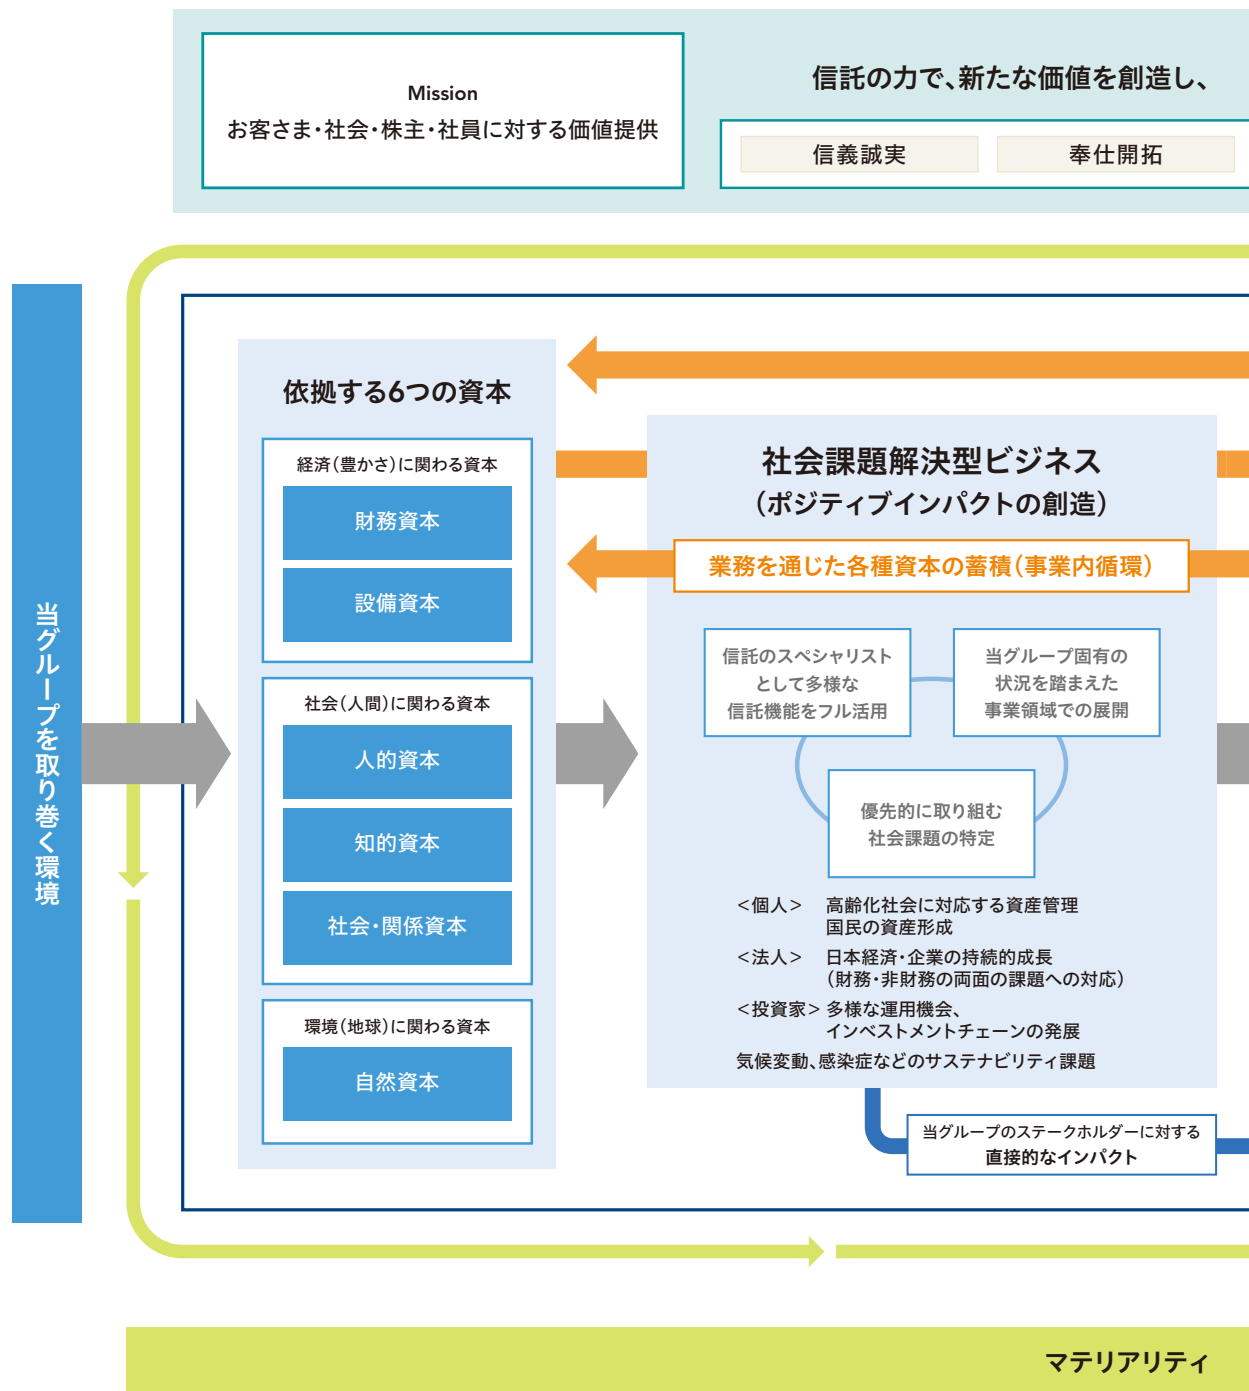 Mission
お客さま・社会・株主・社員に対する価値提供
信託の力で、新たな価値を創造し、
信義誠実
奉仕開拓
当グループを取り巻く環境
依拠する6つの資本
経済（豊かさ）に関わる資本
財務資本
設備資本
社会（人間）に関わる資本
人的資本
知的資本
社会・関係資本
環境（地球）に関わる資本
自然資本
社会課題解決型ビジネス
（ポジティブインパクトの創造）
業務を通じた各種資本の蓄積（事業内循環）
信託のスペシャリスト
として多様な
信託機能をフル活用
当グループ固有の
状況を踏まえた
事業領域での展開
優先的に取り組む
社会課題の特定
＜個人＞ 高齢化社会に対応する資産管理
国民の資産形成
＜法人＞ 日本経済・企業の持続的成長
（財務・非財務の両面の課題への対応）
＜投資家＞ 多様な運用機会、
インベストメントチェーンの発展
気候変動、感染症などのサステナビリティ課題
当グループのステークホルダーに対する
直接的なインパクト
マテリアリティ